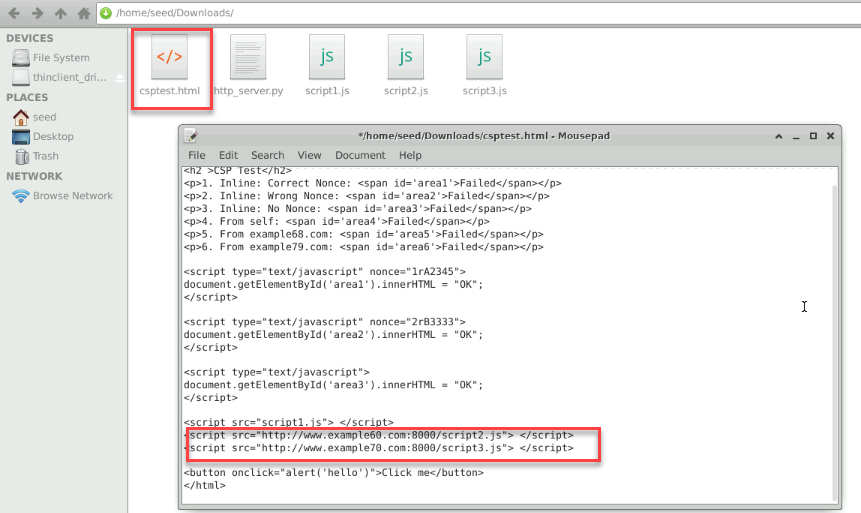 /home/seed/Downloads/
DEVICES
File System
thinclient_dri...
PLACES
seed
Desktop
Trash
NETWORK
Browse Network
</>
js
js
js
csptest.html
http_server.py
script1.js
script2.js
script3.js
*/home/seed/Downloads/csptest.html - Mousepad
File Edit Search View Document Help
<h2 >CSP Test</h2>
<p>1. Inline: Correct Nonce: <span id='area1'>Failed</span></p>
<p>2. Inline: Wrong Nonce: <span id='area2'>Failed</span></p>
<p>3. Inline: No Nonce: <span id='area3'>Failed</span></p>
<p>4. From self: <span id='area4'>Failed</span></p>
<p>5. From example68.com: <span id='area5'>Failed</span></p>
<p>6. From example79.com: <span id='area6'>Failed</span></p>
<script type="text/javascript" nonce="1rA2345">
document.getElementById('area1').innerHTML = "OK";
</script>
<script type="text/javascript" nonce="2rB3333">
document.getElementById('area2').innerHTML = "OK";
</script>
<script type="text/javascript">
document.getElementById('area3').innerHTML = "OK";
</script>
<script src="script1.js"> </script>
<script src="http://www.example60.com:8000/script2.js"> </script>
<script src="http://www.example70.com:8000/script3.js"> </script>
<button onclick="alert('hello')">Click me</button>
</html>